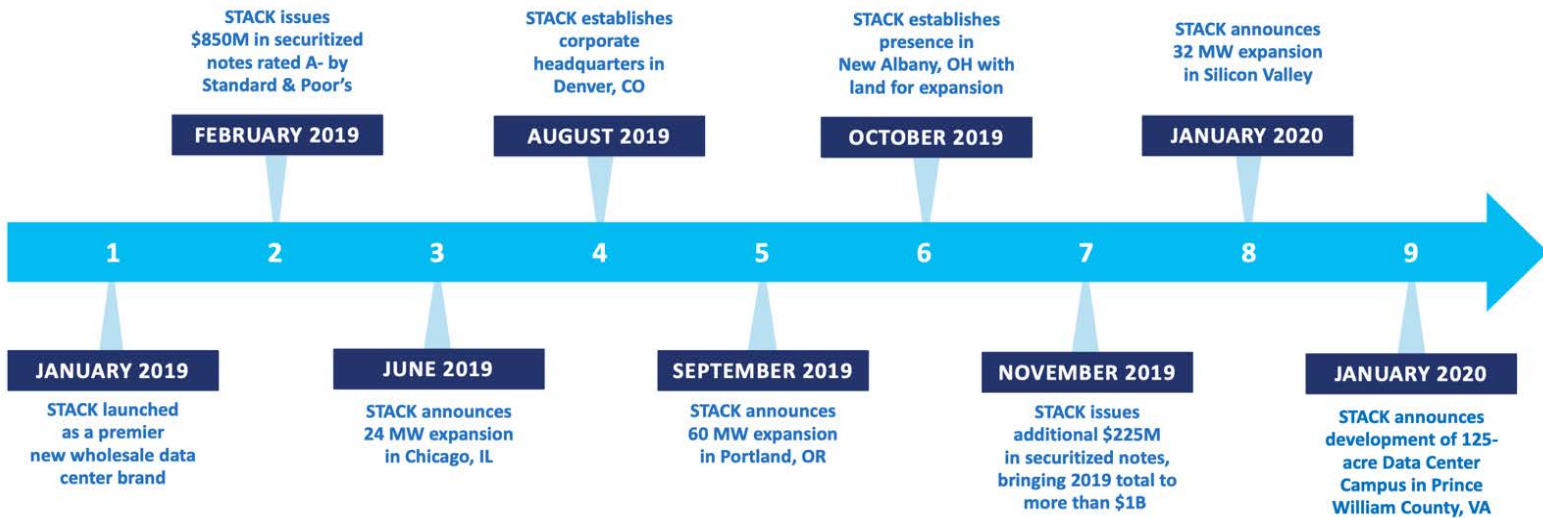 STACK issues
$850M in securitized
notes rated A- by
Standard & Poor's
FEBRUARY 2019
STACK establishes
corporate
headquarters in
Denver, CO
AUGUST 2019
STACK establishes
presence in
New Albany, OH with
land for expansion
OCTOBER 2019
STACK announces
32 MW expansion
in Silicon Valley
JANUARY 2020
1 2 3 4 5 6 7 8 9
JANUARY 2019
STACK launched
as a premier
new wholesale data
center brand
JUNE 2019
STACK announces
24 MW expansion
in Chicago, IL
SEPTEMBER 2019
STACK announces
60 MW expansion
in Portland, OR
NOVEMBER 2019
STACK issues
additional $225M
in securitized notes,
bringing 2019 total to
more than $1B
JANUARY 2020
STACK announces
development of 125-
acre Data Center
Campus in Prince
William County, VA